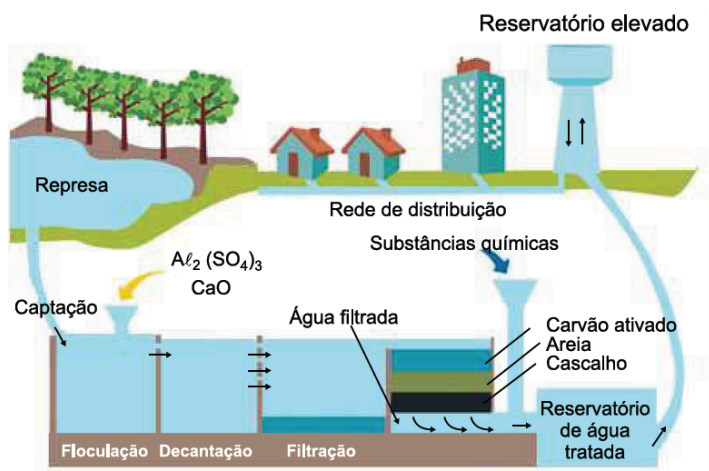 Reservatório elevado
Represa
Rede de distribuição
Substâncias químicas
Aℓ₂ (SO₄)₃
CaO
Captação
Água filtrada
Carvão ativado
Areia
Cascalho
Reservatório
de água
tratada
Floculação
Decantação
Filtração